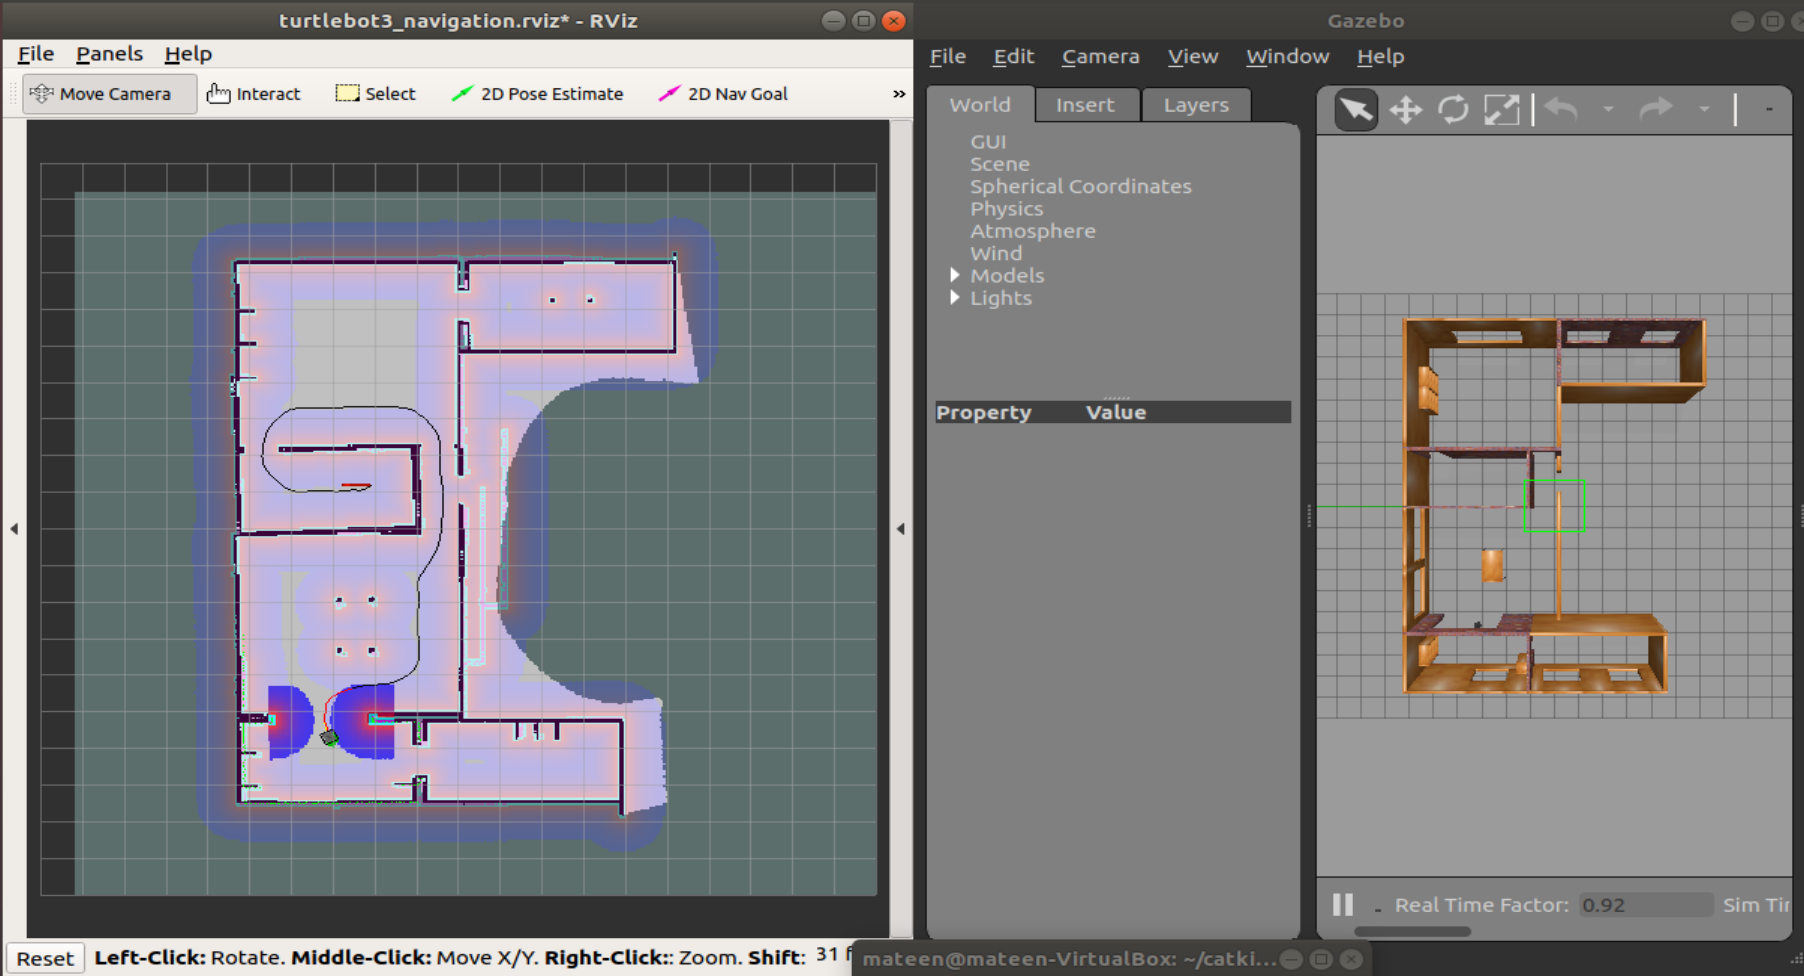 turtlebot3_navigation.rviz* - RViz
File Panels Help
Move Camera Interact Select 2D Pose Estimate 2D Nav Goal »
Reset Left-Click: Rotate. Middle-Click: Move X/Y. Right-Click:: Zoom. Shift: 31 f
Gazebo
File Edit Camera View Window Help
World Insert Layers
GUI
Scene
Spherical Coordinates
Physics
Atmosphere
Wind
Models
Lights
Property Value
- Real Time Factor: 0.92 Sim Ti
mateen@mateen-VirtualBox: ~/catki...